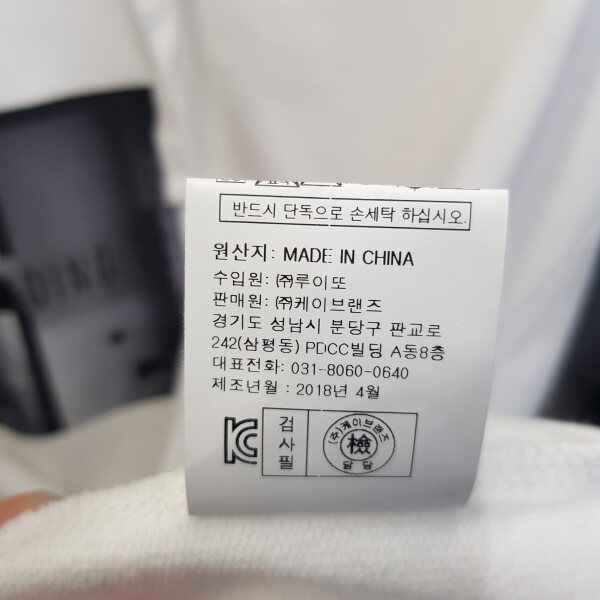 반드시 단독으로 손세탁 하십시오.
원산지: MADE IN CHINA
수입원: ㈜루이또
판매원: ㈜케이브랜즈
경기도 성남시 분당구 판교로
242(삼평동) PDCC빌딩 A동8층
대표전화: 031-8060-0640
제조년월 : 2018년 4월
검
사
필
(주)케이브랜즈
檢
담당